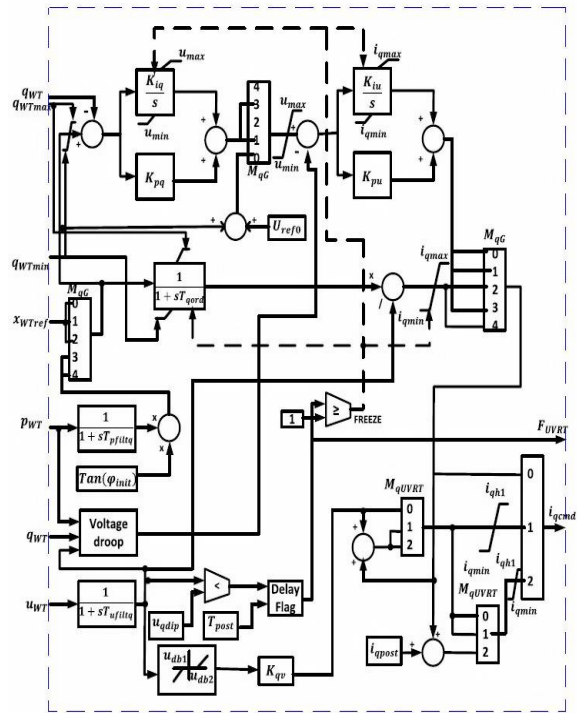 u_max
i_qmax
K_iq
s
K_iu
s
q_WT
q_WTmax
-
+
u_min
+
+
4
3
2
1
0
u_max
u_min
+
-
i_qmin
+
+
K_pq
M_qG
K_pu
+
+
U_ref0
M_qG
q_WTmin
1
1 + sT_qord
i_qmax
x
/
i_qmin
0
1
2
3
4
M_qG
x_WTref
0
1
2
3
4
p_WT
1
1 + sT_pfiltq
x
x
1
≥
FREEZE
F_UVRT
Tan(φ_init)
M_qUVRT
q_WT
Voltage
droop
0
1
2
+
+
i_qh1
0
1
2
i_qcmd
i_qmin
i_qh1
i_qmin
u_WT
1
1 + sT_ufiltq
<
Delay
Flag
M_qUVRT
u_qdip
T_post
0
1
2
u_db1
u_db2
K_qv
i_qpost
+
+